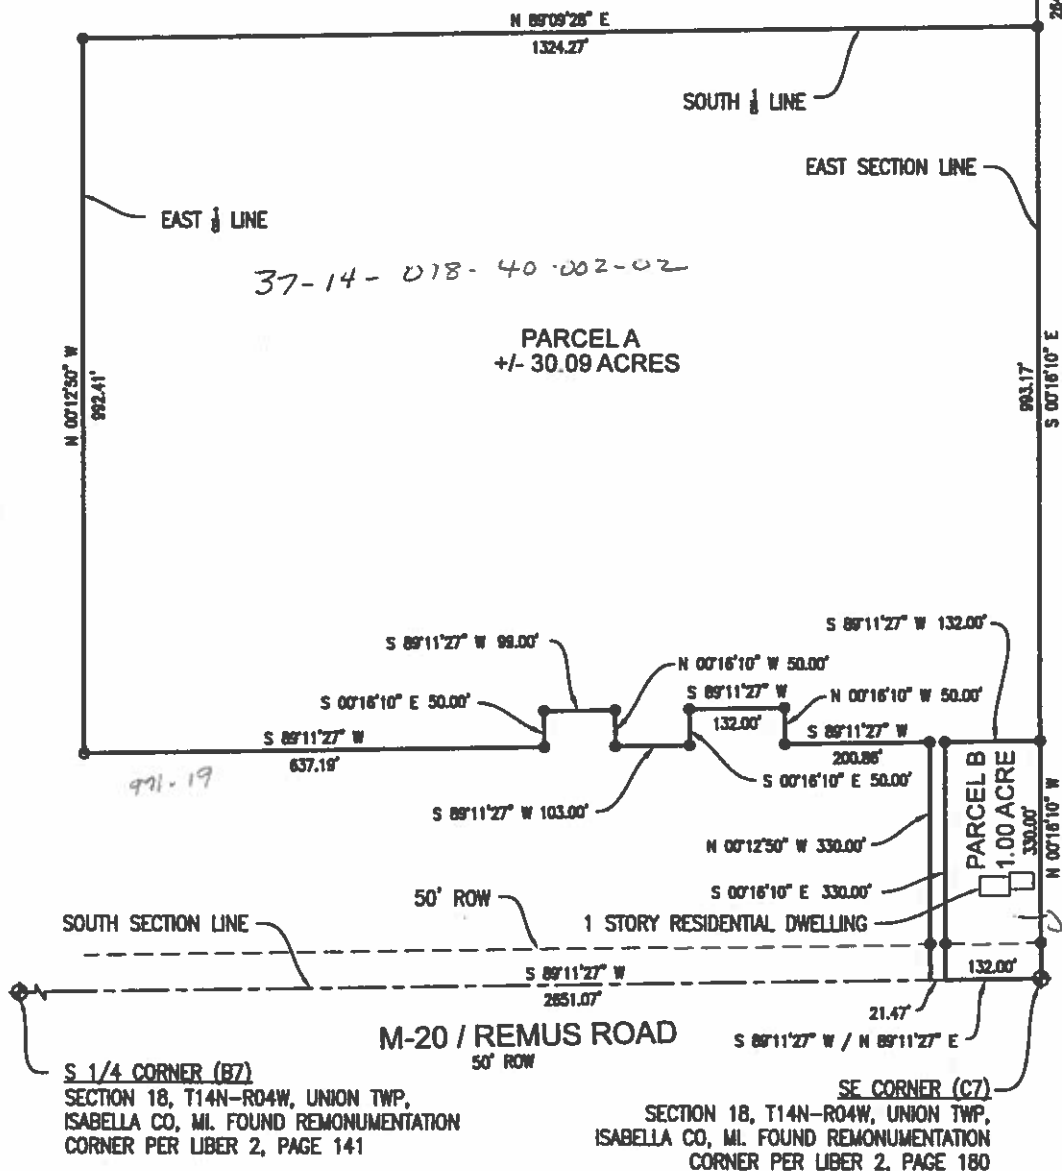 N 89°09'28" E
1324.27'
SOUTH 1/8 LINE
EAST SECTION LINE
EAST 1/8 LINE
37-14-018-40-002-02
PARCEL A
+/- 30.09 ACRES
N 00°12'50" W
992.41'
993.17'
S 00°16'10" E
S 89°11'27" W 132.00'
S 89°11'27" W 99.00'
N 00°16'10" W 50.00'
S 89°11'27" W
132.00'
N 00°16'10" W 50.00'
S 00°16'10" E 50.00'
S 89°11'27" W
637.19'
S 89°11'27" W
200.86'
991.19
S 00°16'10" E 50.00'
S 89°11'27" W 103.00'
PARCEL B
1.00 ACRE
330.00'
N 00°16'10" W
N 00°12'50" W 330.00'
S 00°16'10" E 330.00'
50' ROW
1 STORY RESIDENTIAL DWELLING
SOUTH SECTION LINE
S 89°11'27" W
2651.07'
132.00'
21.47'
S 89°11'27" W / N 89°11'27" E
M-20 / REMUS ROAD
50' ROW
S 1/4 CORNER (B7)
SECTION 18, T14N-R04W, UNION TWP,
ISABELLA CO, MI. FOUND REMONUMENTATION
CORNER PER LIBER 2, PAGE 141
SE CORNER (C7)
SECTION 18, T14N-R04W, UNION TWP,
ISABELLA CO, MI. FOUND REMONUMENTATION
CORNER PER LIBER 2, PAGE 180